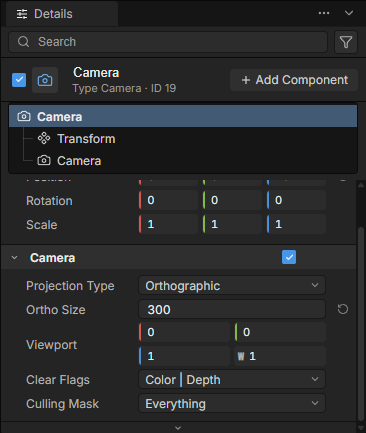 Details
Search
Camera
Type Camera · ID 19
+ Add Component
Camera
Transform
Camera
Rotation 0 0 0
Scale 1 1 1
Camera
Projection Type Orthographic
Ortho Size 300
Viewport 0 0
1 W 1
Clear Flags Color | Depth
Culling Mask Everything